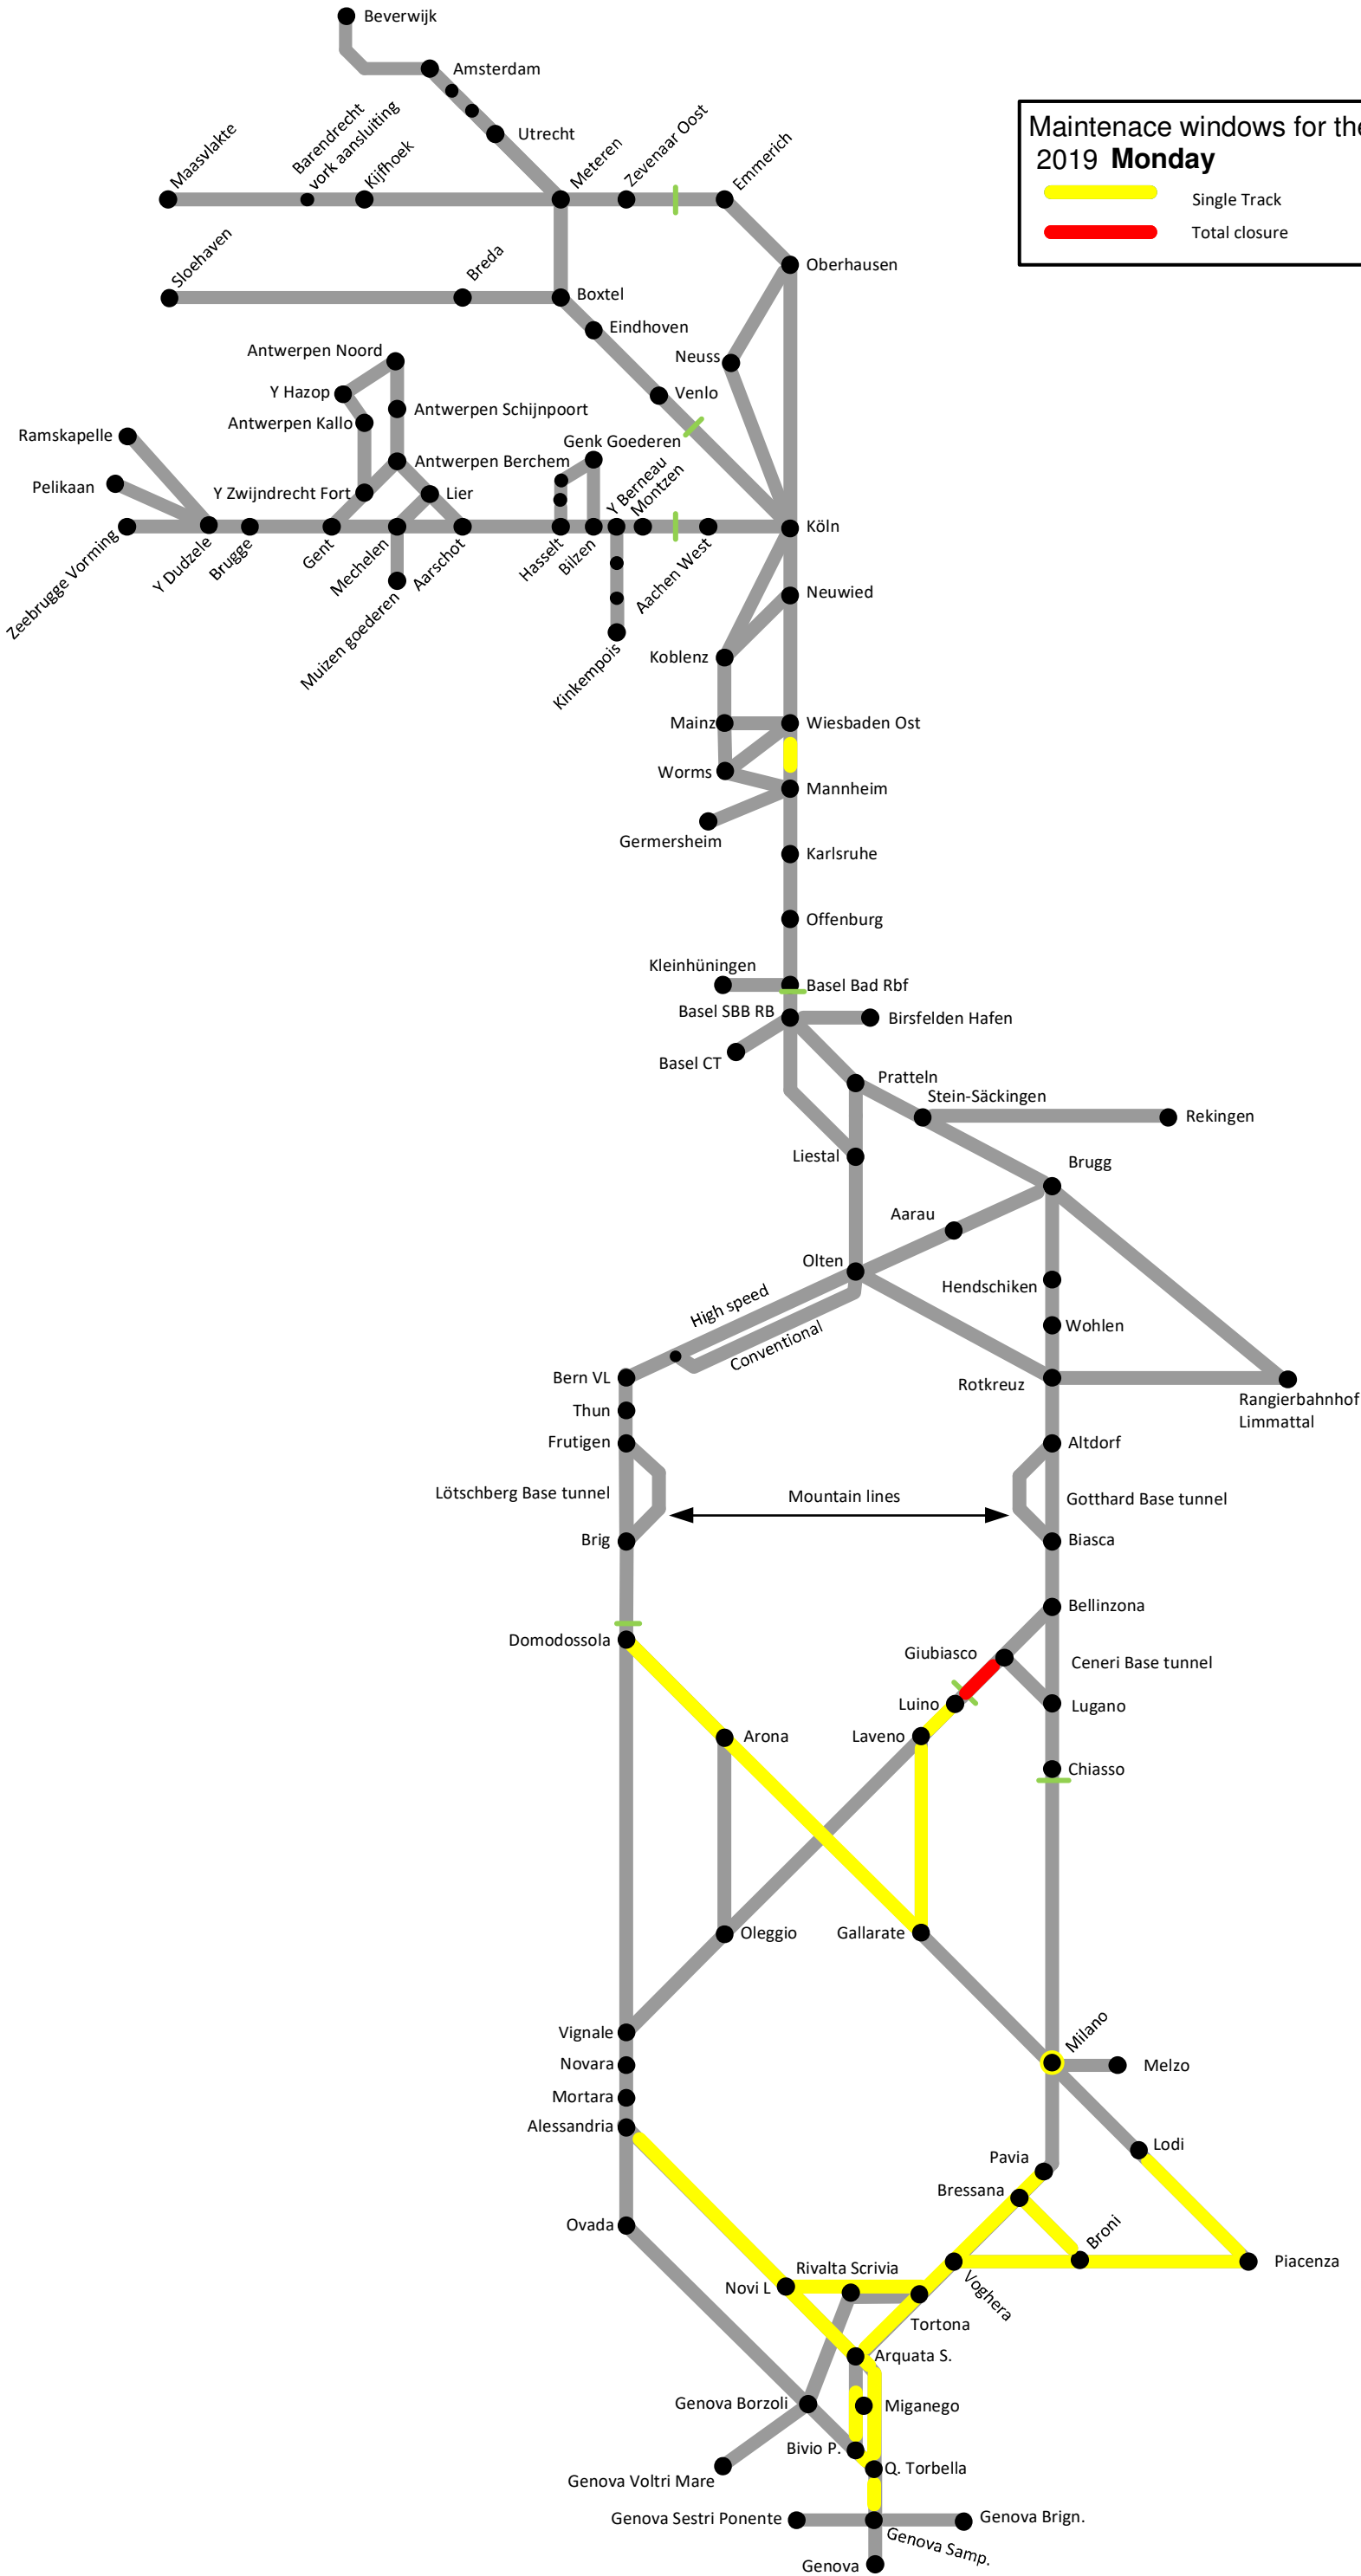 Beverwijk
Amsterdam
Utrecht
Maintenace windows for the
2019 Monday
Single Track
Total closure
Maasvlakte
Barendrecht
vork aansluiting
Kijfhoek
Meteren
Zevenaar Oost
Emmerich
Oberhausen
Sloehaven
Breda
Boxtel
Eindhoven
Neuss
Venlo
Antwerpen Noord
Y Hazop
Antwerpen Schijnpoort
Antwerpen Kallo
Ramskapelle
Genk Goederen
Antwerpen Berchem
Pelikaan
Y Zwijndrecht Fort
Lier
Y Berneau
Montzen
Köln
Zeebrugge Vorming
Y Dudzele
Brugge
Gent
Mechelen
Aarschot
Hasselt
Bilzen
Aachen West
Muizen goederen
Kinkempois
Neuwied
Koblenz
Mainz
Wiesbaden Ost
Worms
Mannheim
Germersheim
Karlsruhe
Offenburg
Kleinhüningen
Basel Bad Rbf
Basel SBB RB
Birsfelden Hafen
Basel CT
Pratteln
Stein-Säckingen
Rekingen
Liestal
Brugg
Aarau
Olten
Hendschiken
High speed
Conventional
Wohlen
Bern VL
Rotkreuz
Rangierbahnhof
Limmattal
Thun
Frutigen
Altdorf
Lötschberg Base tunnel
Mountain lines
Gotthard Base tunnel
Brig
Biasca
Bellinzona
Domodossola
Giubiasco
Ceneri Base tunnel
Luino
Lugano
Arona
Laveno
Chiasso
Oleggio
Gallarate
Vignale
Milano
Novara
Melzo
Mortara
Alessandria
Lodi
Pavia
Bressana
Ovada
Broni
Rivalta Scrivia
Piacenza
Novi L
Voghera
Tortona
Arquata S.
Genova Borzoli
Miganego
Bivio P.
Q. Torbella
Genova Voltri Mare
Genova Sestri Ponente
Genova Brign.
Genova Samp.
Genova